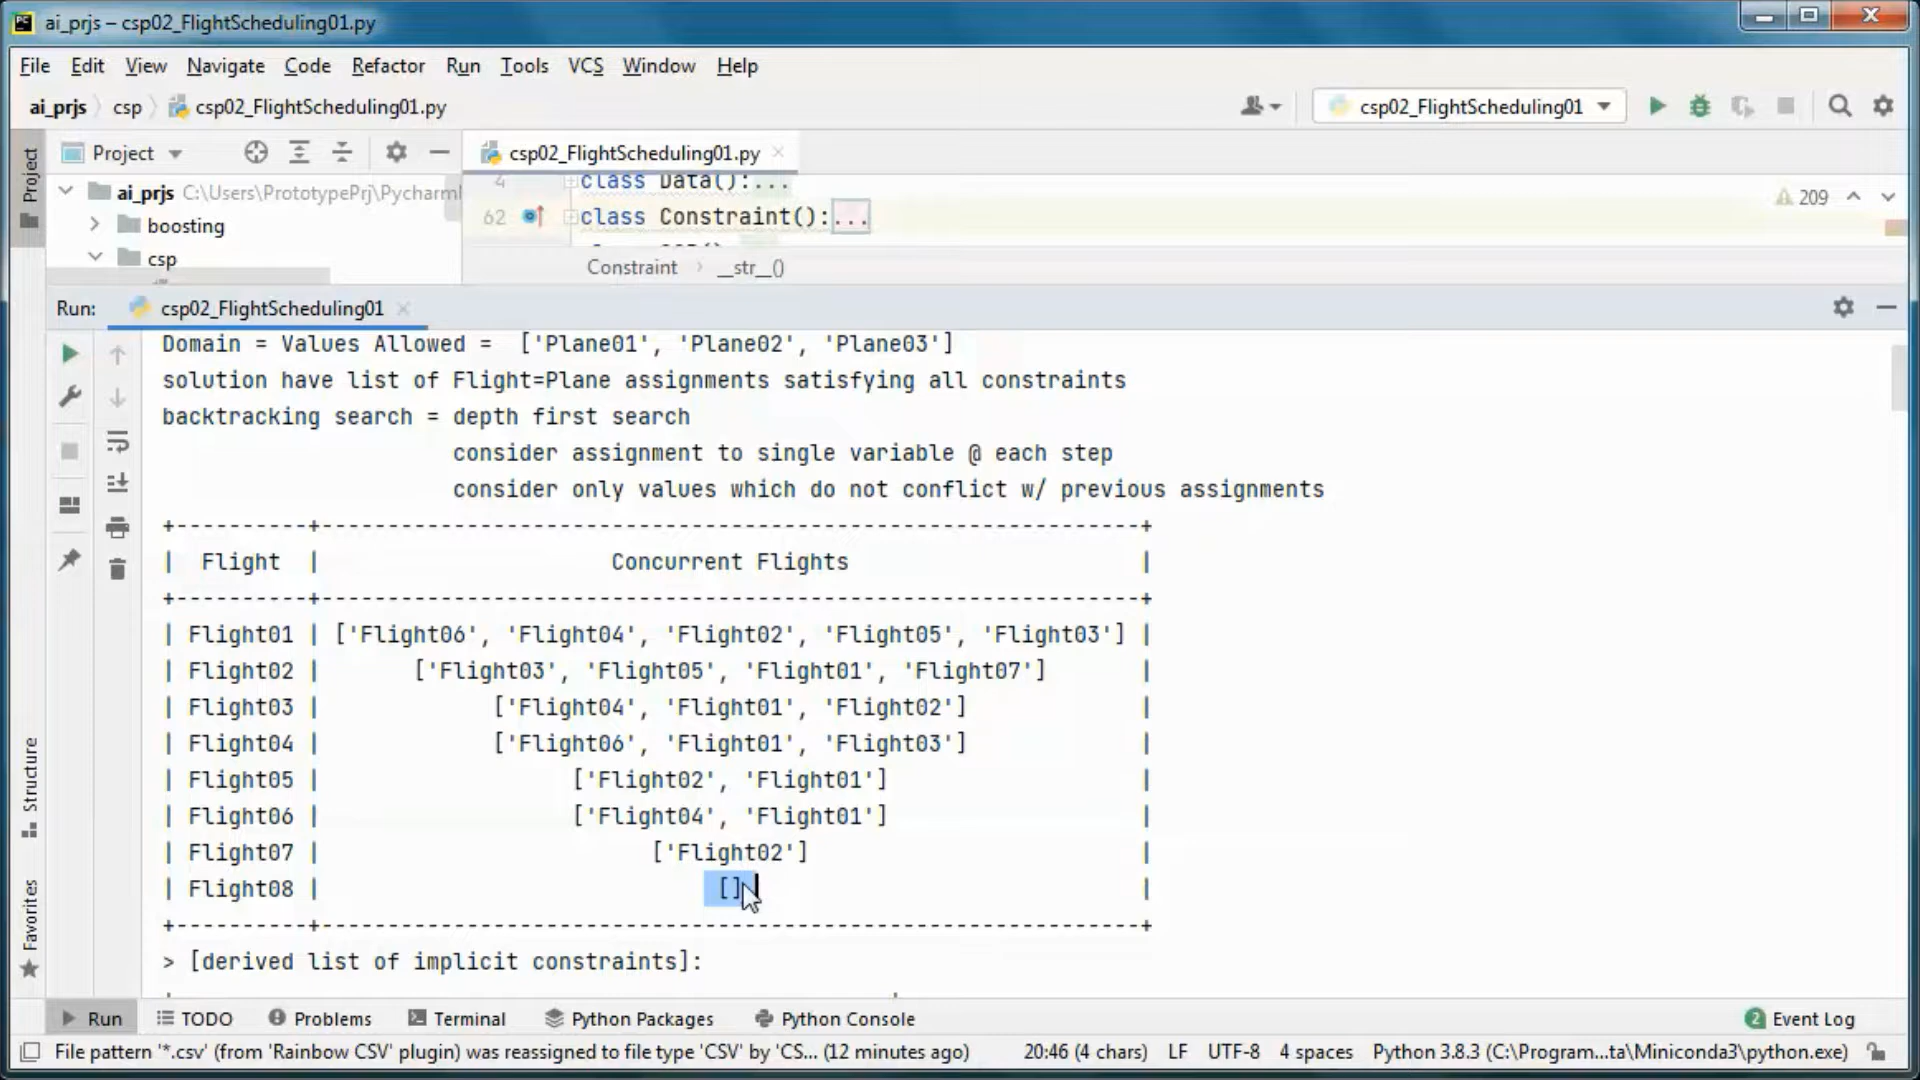 ai_prjs – csp02_FlightScheduling01.py
File Edit View Navigate Code Refactor Run Tools VCS Window Help
ai_prjs csp csp02_FlightScheduling01.py csp02_FlightScheduling01
Project csp02_FlightScheduling01.py
Project
ai_prjs C:\Users\PrototypePrj\Pycharm
4 class Data():...
62 class Constraint():... 209
boosting
csp
Constraint __str__()
Run: csp02_FlightScheduling01
Domain = Values Allowed = ['Plane01', 'Plane02', 'Plane03']
solution have list of Flight=Plane assignments satisfying all constraints
backtracking search = depth first search
consider assignment to single variable @ each step
consider only values which do not conflict w/ previous assignments
+----------+---------------------------------------------------------------+
| Flight | Concurrent Flights |
+----------+---------------------------------------------------------------+
| Flight01 | ['Flight06', 'Flight04', 'Flight02', 'Flight05', 'Flight03'] |
| Flight02 | ['Flight03', 'Flight05', 'Flight01', 'Flight07'] |
| Flight03 | ['Flight04', 'Flight01', 'Flight02'] |
| Flight04 | ['Flight06', 'Flight01', 'Flight03'] |
| Flight05 | ['Flight02', 'Flight01'] |
| Flight06 | ['Flight04', 'Flight01'] |
| Flight07 | ['Flight02'] |
| Flight08 | [] |
+----------+---------------------------------------------------------------+
> [derived list of implicit constraints]:
Structure
Favorites
Run TODO Problems Terminal Python Packages Python Console 2 Event Log
File pattern '*.csv' (from 'Rainbow CSV' plugin) was reassigned to file type 'CSV' by 'CS... (12 minutes ago) 20:46 (4 chars) LF UTF-8 4 spaces Python 3.8.3 (C:\Program...ta\Miniconda3\python.exe)